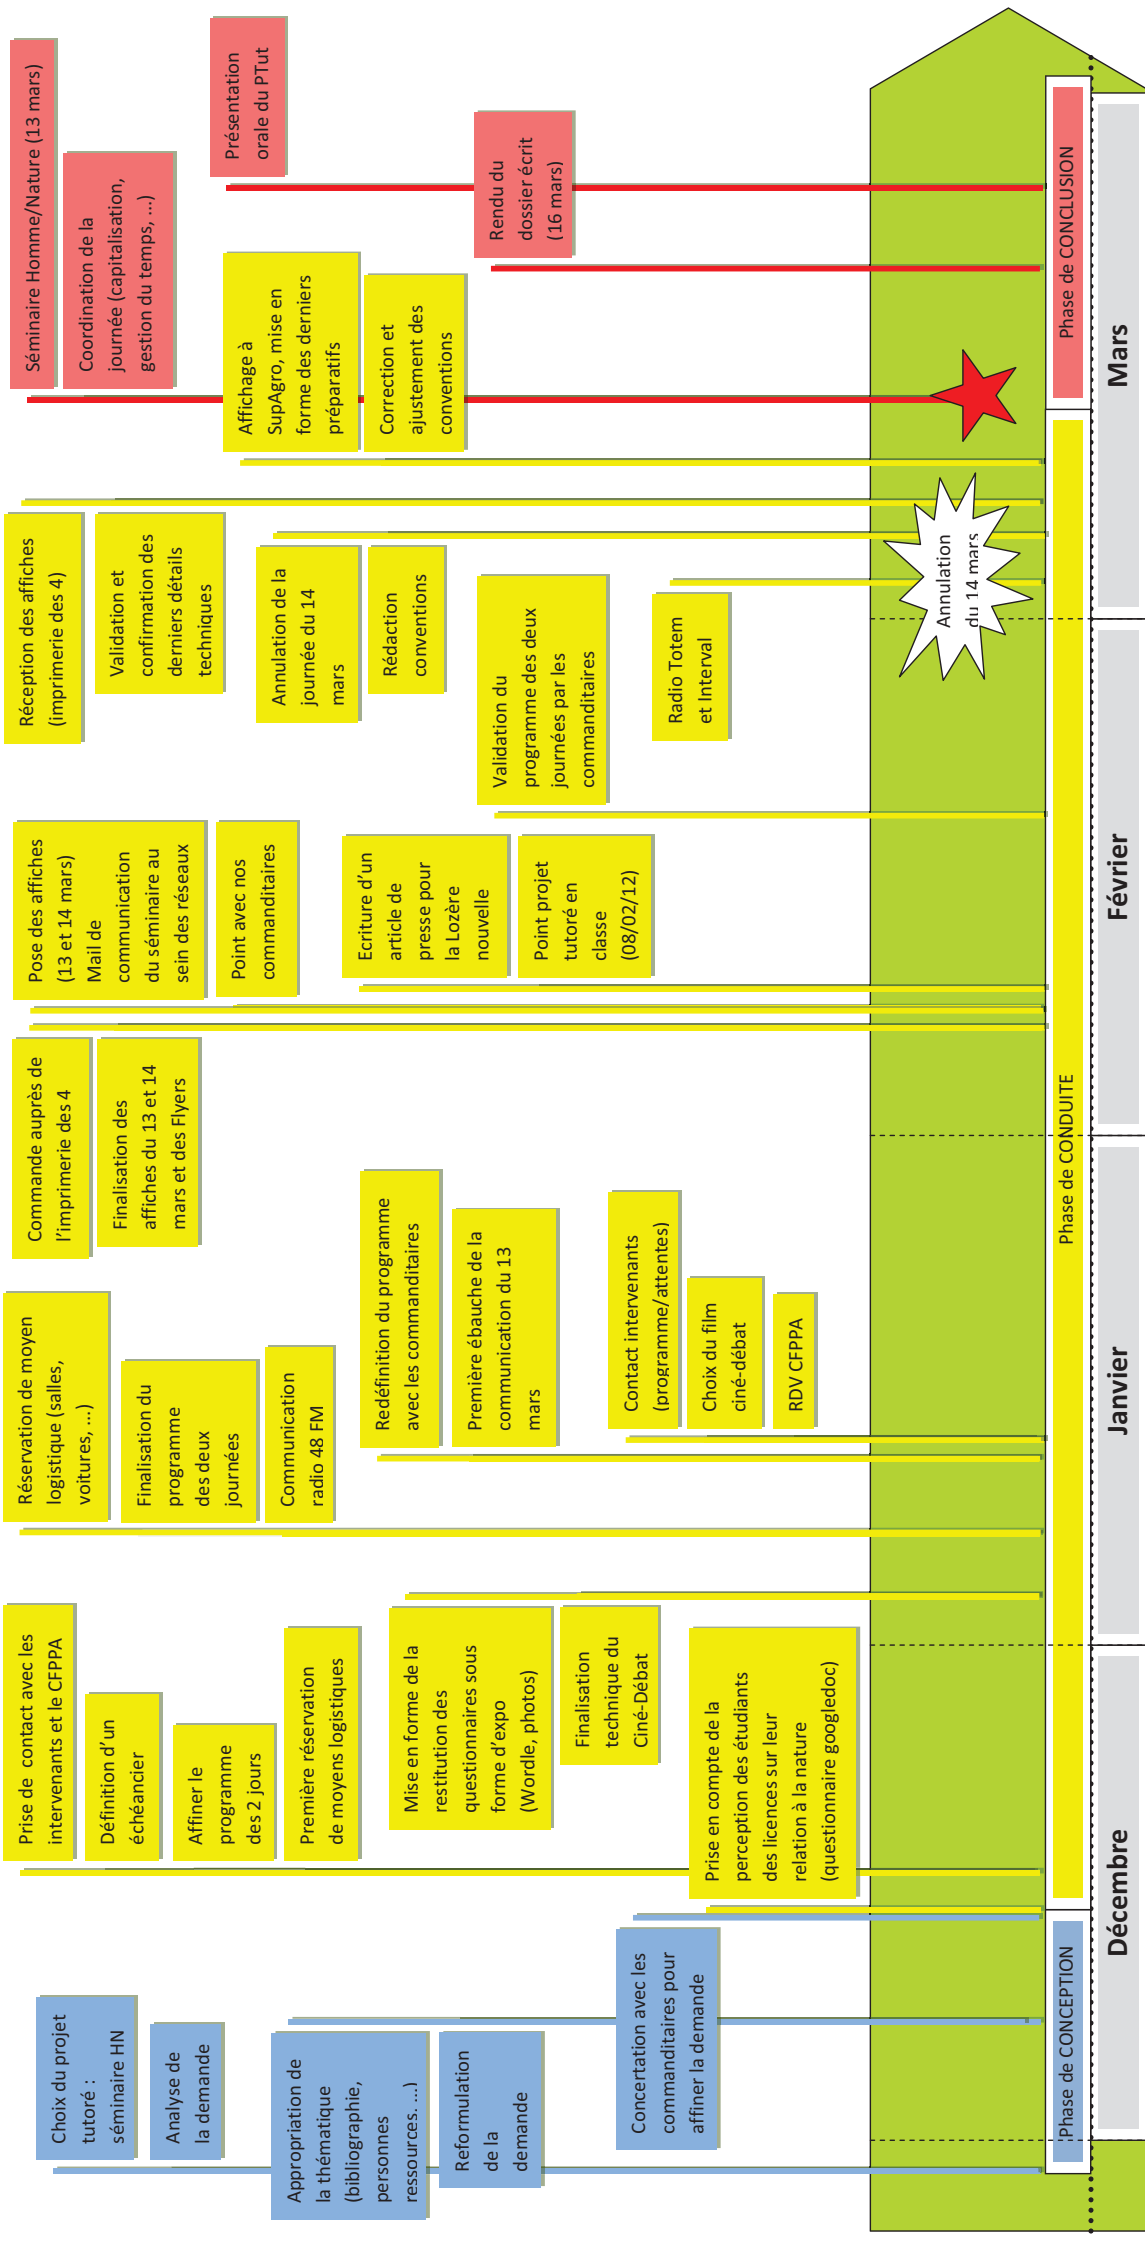 Choix du projet
tutoré :
séminaire HN
Analyse de
la demande
Appropriation de
la thématique
(bibliographie,
personnes
ressources. ...)
Reformulation
de la
demande
Concertation avec les
commanditaires pour
affiner la demande
Prise de contact avec les
intervenants et le CFPPA
Définition d'un
échéancier
Affiner le
programme
des 2 jours
Première réservation
de moyens logistiques
Mise en forme de la
restitution des
questionnaires sous
forme d'expo
(Wordle, photos)
Finalisation
technique du
Ciné-Débat
Prise en compte de la
perception des étudiants
des licences sur leur
relation à la nature
(questionnaire googledoc)
Réservation de moyen
logistique (salles,
voitures, ...)
Finalisation du
programme
des deux
journées
Communication
radio 48 FM
Redéfinition du programme
avec les commanditaires
Première ébauche de la
communication du 13
mars
Contact intervenants
(programme/attentes)
Choix du film
ciné-débat
RDV CFPPA
Commande auprès de
l'imprimerie des 4
Finalisation des
affiches du 13 et 14
mars et des Flyers
Pose des affiches
(13 et 14 mars)
Mail de
communication
du séminaire au
sein des réseaux
Point avec nos
commanditaires
Ecriture d'un
article de
presse pour
la Lozère
nouvelle
Point projet
tutoré en
classe
(08/02/12)
Réception des affiches
(imprimerie des 4)
Validation et
confirmation des
derniers détails
techniques
Annulation de la
journée du 14
mars
Rédaction
conventions
Validation du
programme des deux
journées par les
commanditaires
Radio Totem
et Interval
Séminaire Homme/Nature (13 mars)
Coordination de la
journée (capitalisation,
gestion du temps, ...)
Affichage à
SupAgro, mise en
forme des derniers
préparatifs
Correction et
ajustement des
conventions
Présentation
orale du PTut
Rendu du
dossier écrit
(16 mars)
Annulation
du 14 mars
Phase de CONCEPTION
Phase de CONDUITE
Phase de CONCLUSION
Décembre
Janvier
Février
Mars